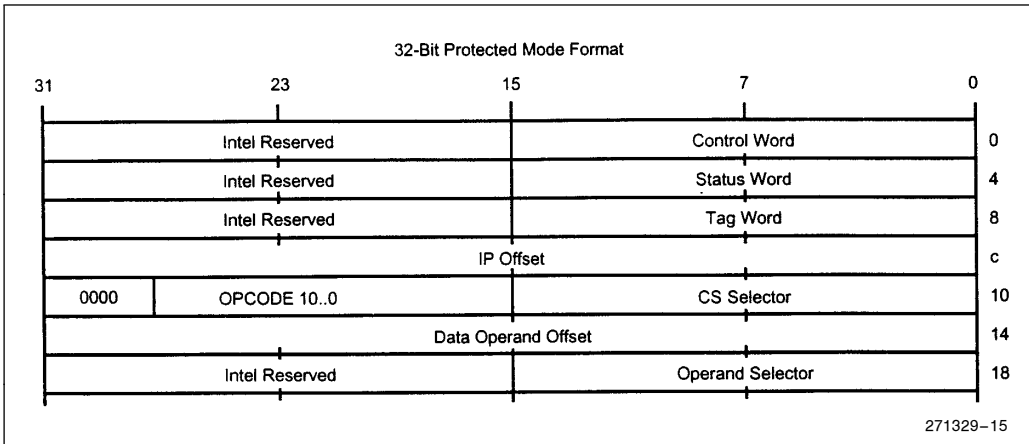 32-Bit Protected Mode Format
31 23 15 7 0
Intel Reserved Control Word 0
Intel Reserved Status Word 4
Intel Reserved Tag Word 8
IP Offset c
0000 OPCODE 10..0 CS Selector 10
Data Operand Offset 14
Intel Reserved Operand Selector 18
271329–15